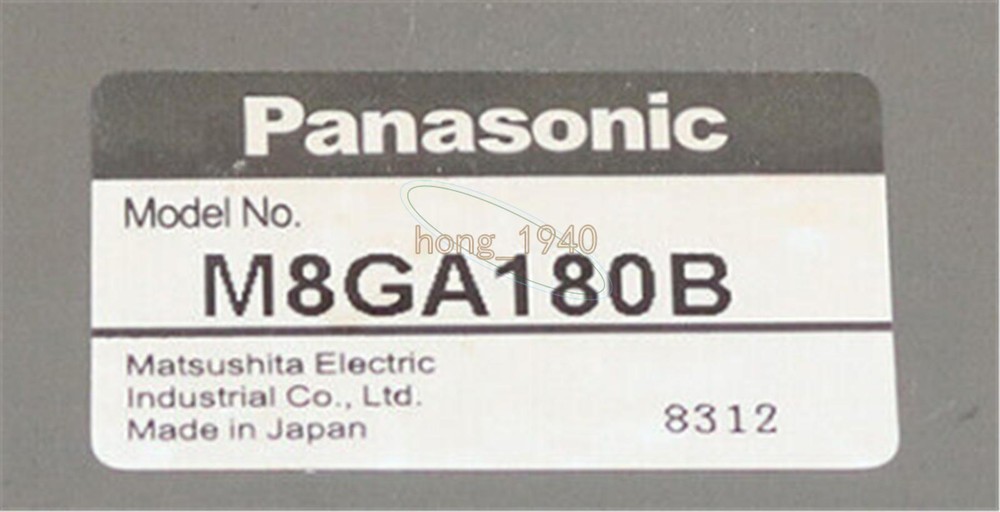 Panasonic
Model No.
hong_1940
M8GA180B
Matsushita Electric
Industrial Co., Ltd.
Made in Japan
8312